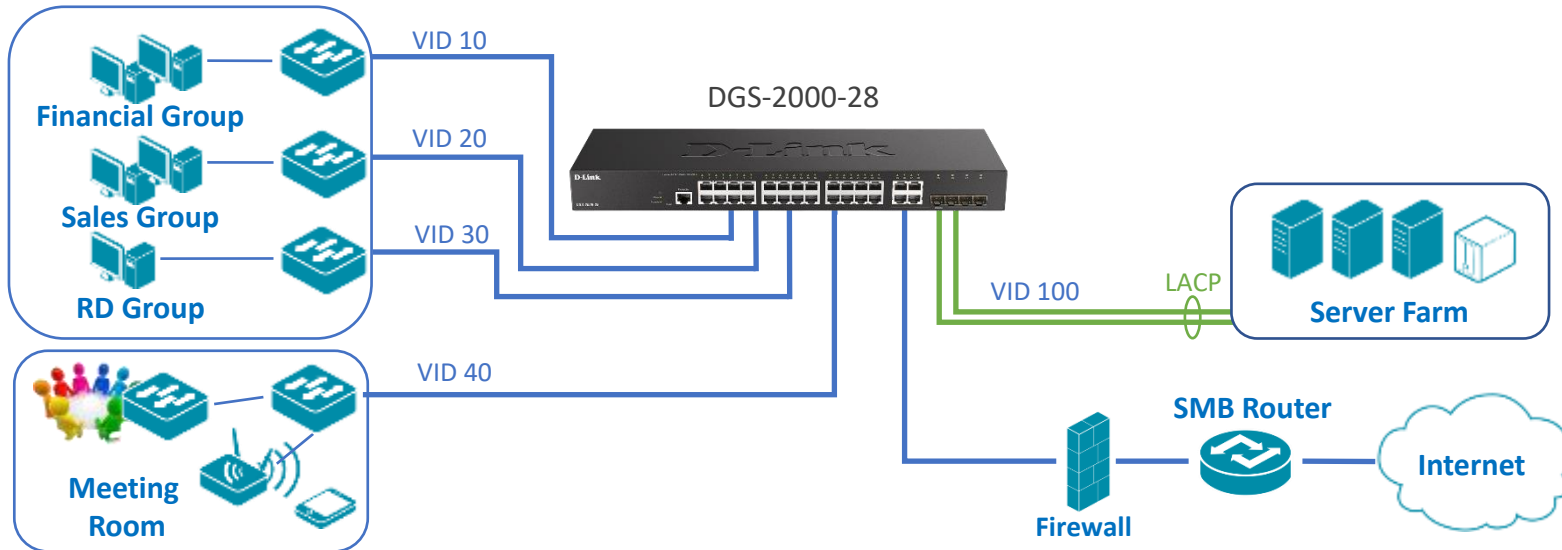 VID 10
Financial Group
VID 20
Sales Group
VID 30
RD Group
DGS-2000-28
D-Link
D-Link
VID 100
LACP
Server Farm
VID 40
Meeting
Room
SMB Router
Internet
Firewall